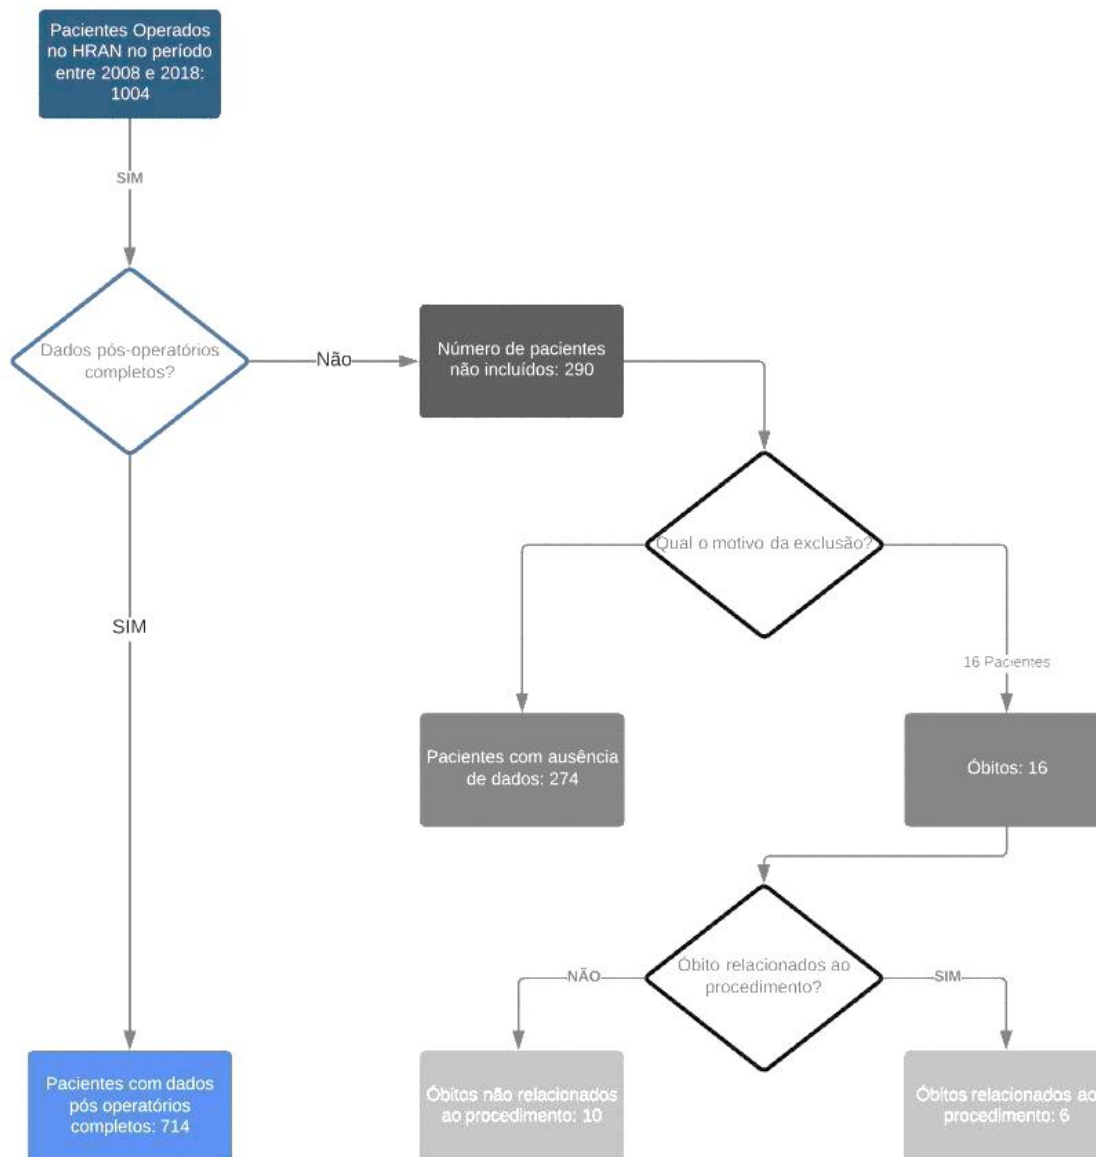 Pacientes Operados
no HRAN no período
entre 2008 e 2018:
1004
SIM
Dados pós-operatórios
completos?
Não
Número de pacientes
não incluídos: 290
Qual o motivo da exclusão?
SIM
16 Pacientes
Pacientes com ausência
de dados: 274
Óbitos: 16
Óbito relacionados ao
procedimento?
NÃO
SIM
Pacientes com dados
pós operatórios
completos: 714
Óbitos não relacionados
ao procedimento: 10
Óbitos relacionados ao
procedimento: 6